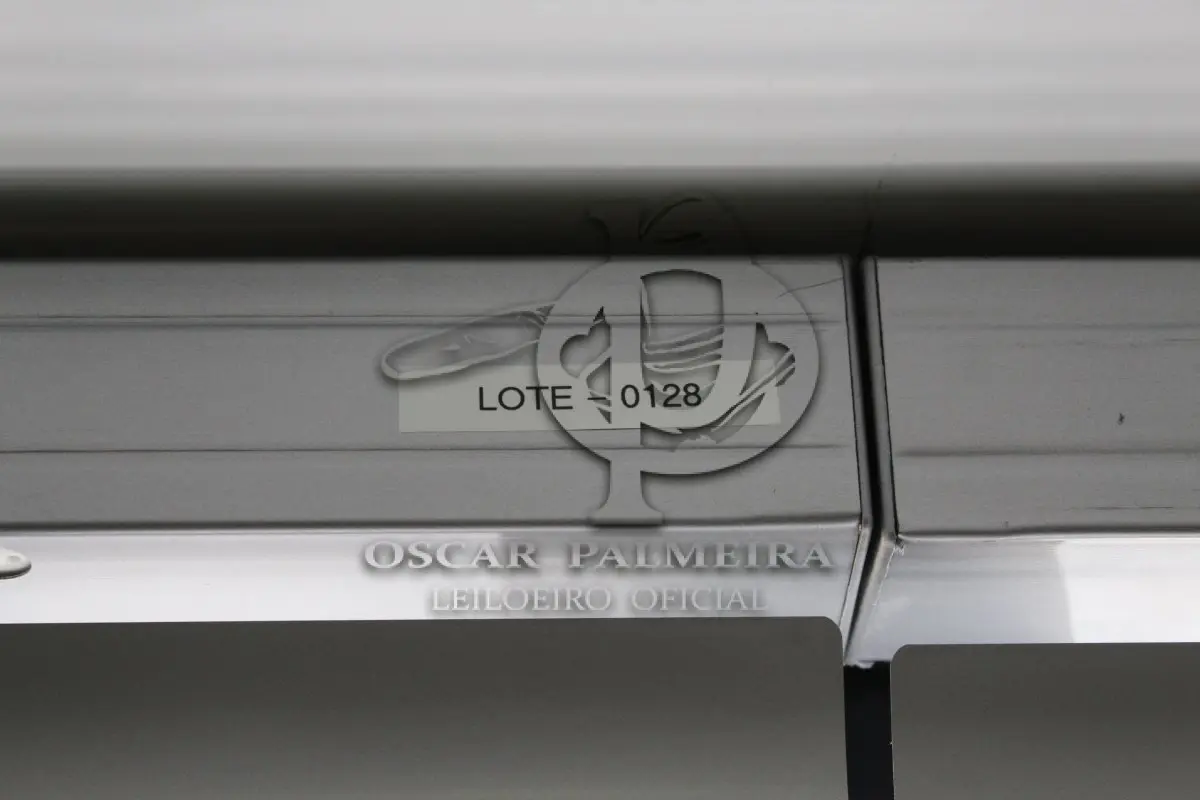 LOTE - 0128
OSCAR PALMEIRA
LEILOEIRO OFICIAL